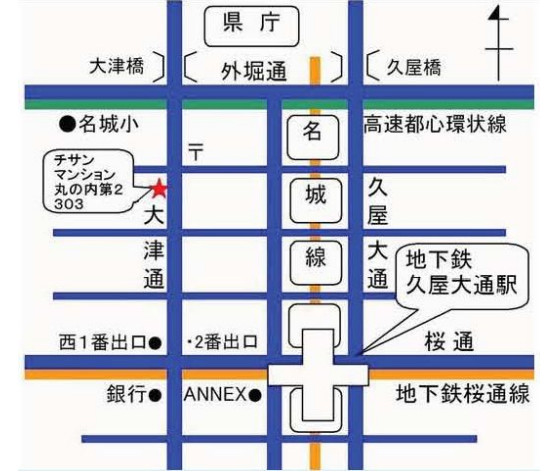 県庁
大津橋
外堀通
久屋橋
●名城小
名
高速都心環状線
〒
チサン
マンション
丸の内第2
303
★
大
津
通
城
線
久
屋
大
通
地下鉄
久屋大通駅
西1番出口●
・2番出口
桜通
銀行●
ANNEX●
地下鉄桜通線